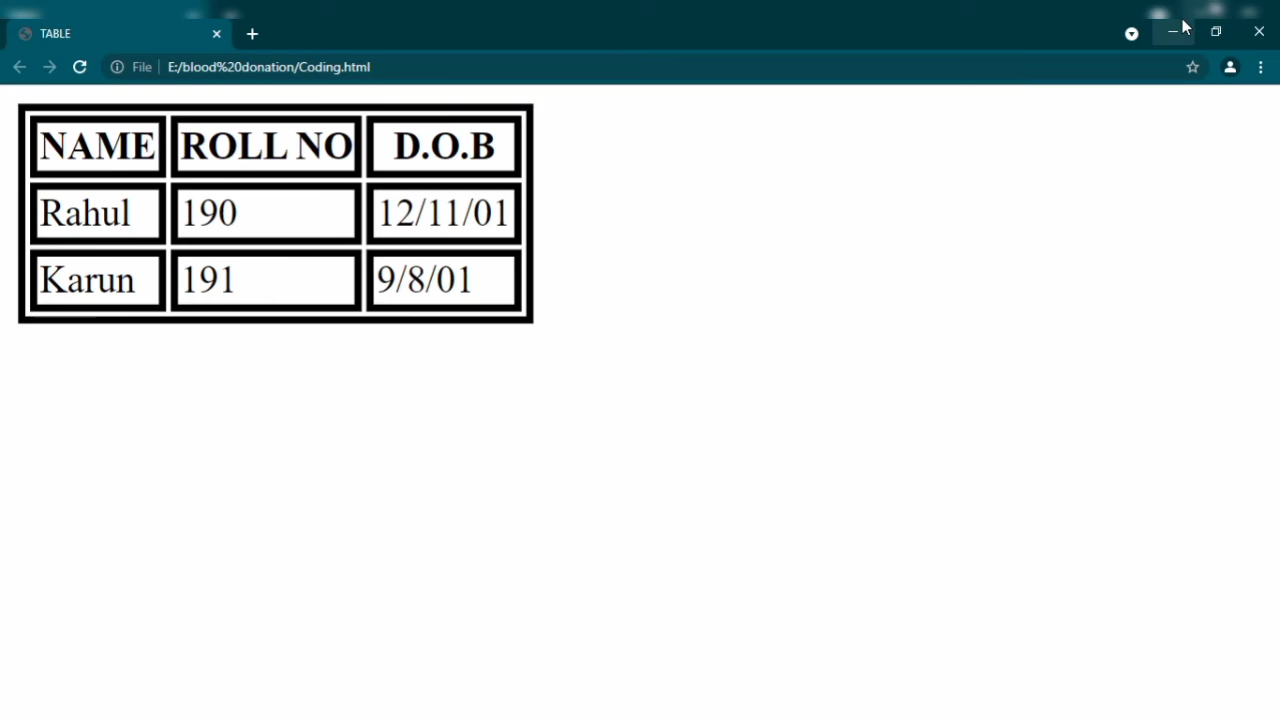 TABLE
File E:/blood%20donation/Coding.html
NAME ROLL NO D.O.B
Rahul 190 12/11/01
Karun 191 9/8/01